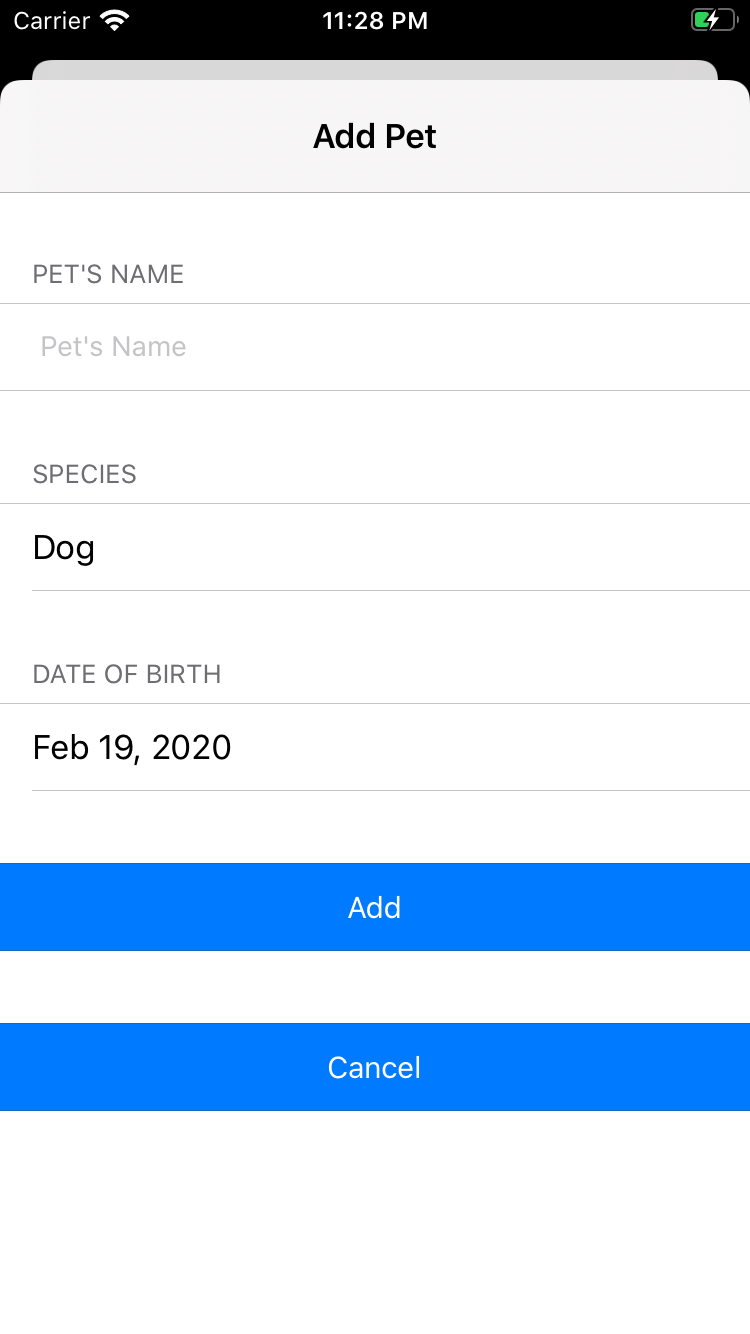 Carrier 11:28 PM
Add Pet
PET'S NAME
Pet's Name
SPECIES
Dog
DATE OF BIRTH
Feb 19, 2020
Add
Cancel